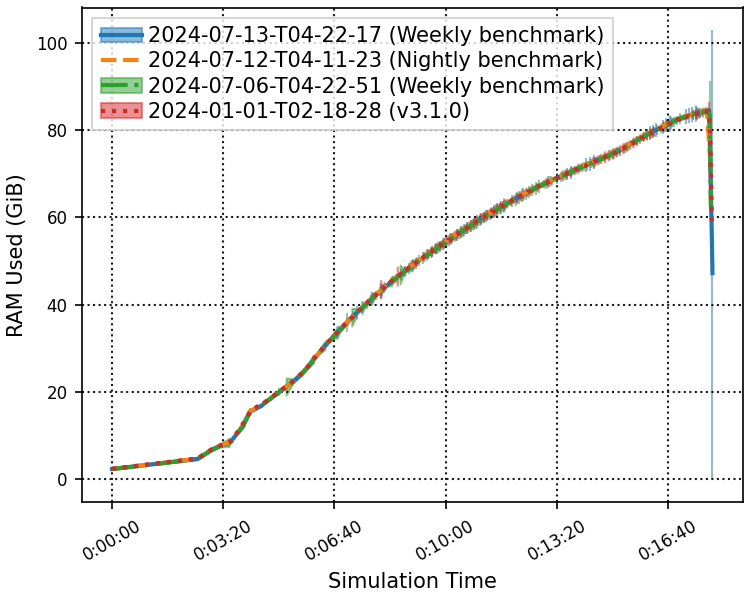 2024-07-13-T04-22-17 (Weekly benchmark)
2024-07-12-T04-11-23 (Nightly benchmark)
2024-07-06-T04-22-51 (Weekly benchmark)
2024-01-01-T02-18-28 (v3.1.0)
100
80
60
40
20
0
RAM Used (GiB)
0:00:00
0:03:20
0:06:40
0:10:00
0:13:20
0:16:40
Simulation Time